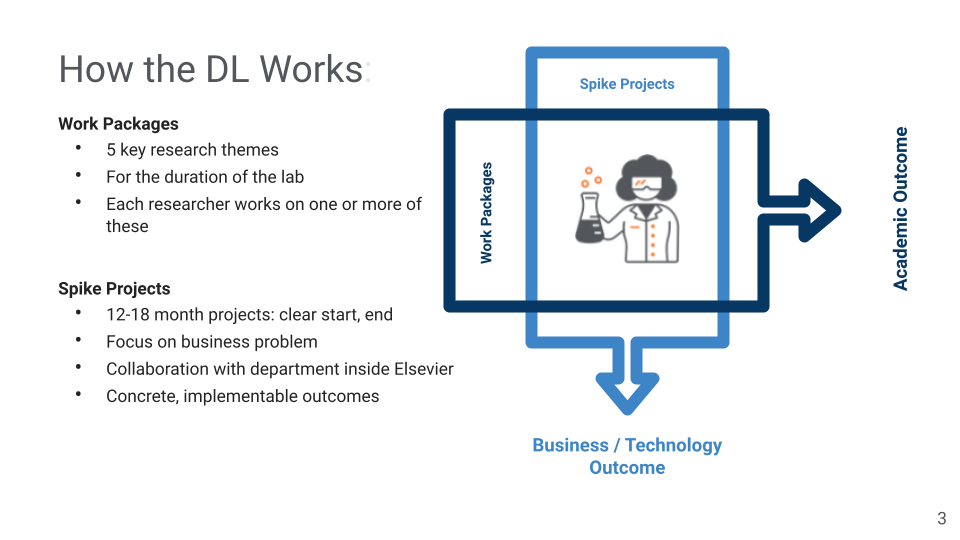 How the DL Works:
Work Packages
• 5 key research themes
• For the duration of the lab
• Each researcher works on one or more of
these
Spike Projects
• 12-18 month projects: clear start, end
• Focus on business problem
• Collaboration with department inside Elsevier
• Concrete, implementable outcomes
Spike Projects
Work Packages
Academic Outcome
Business / Technology
Outcome
3